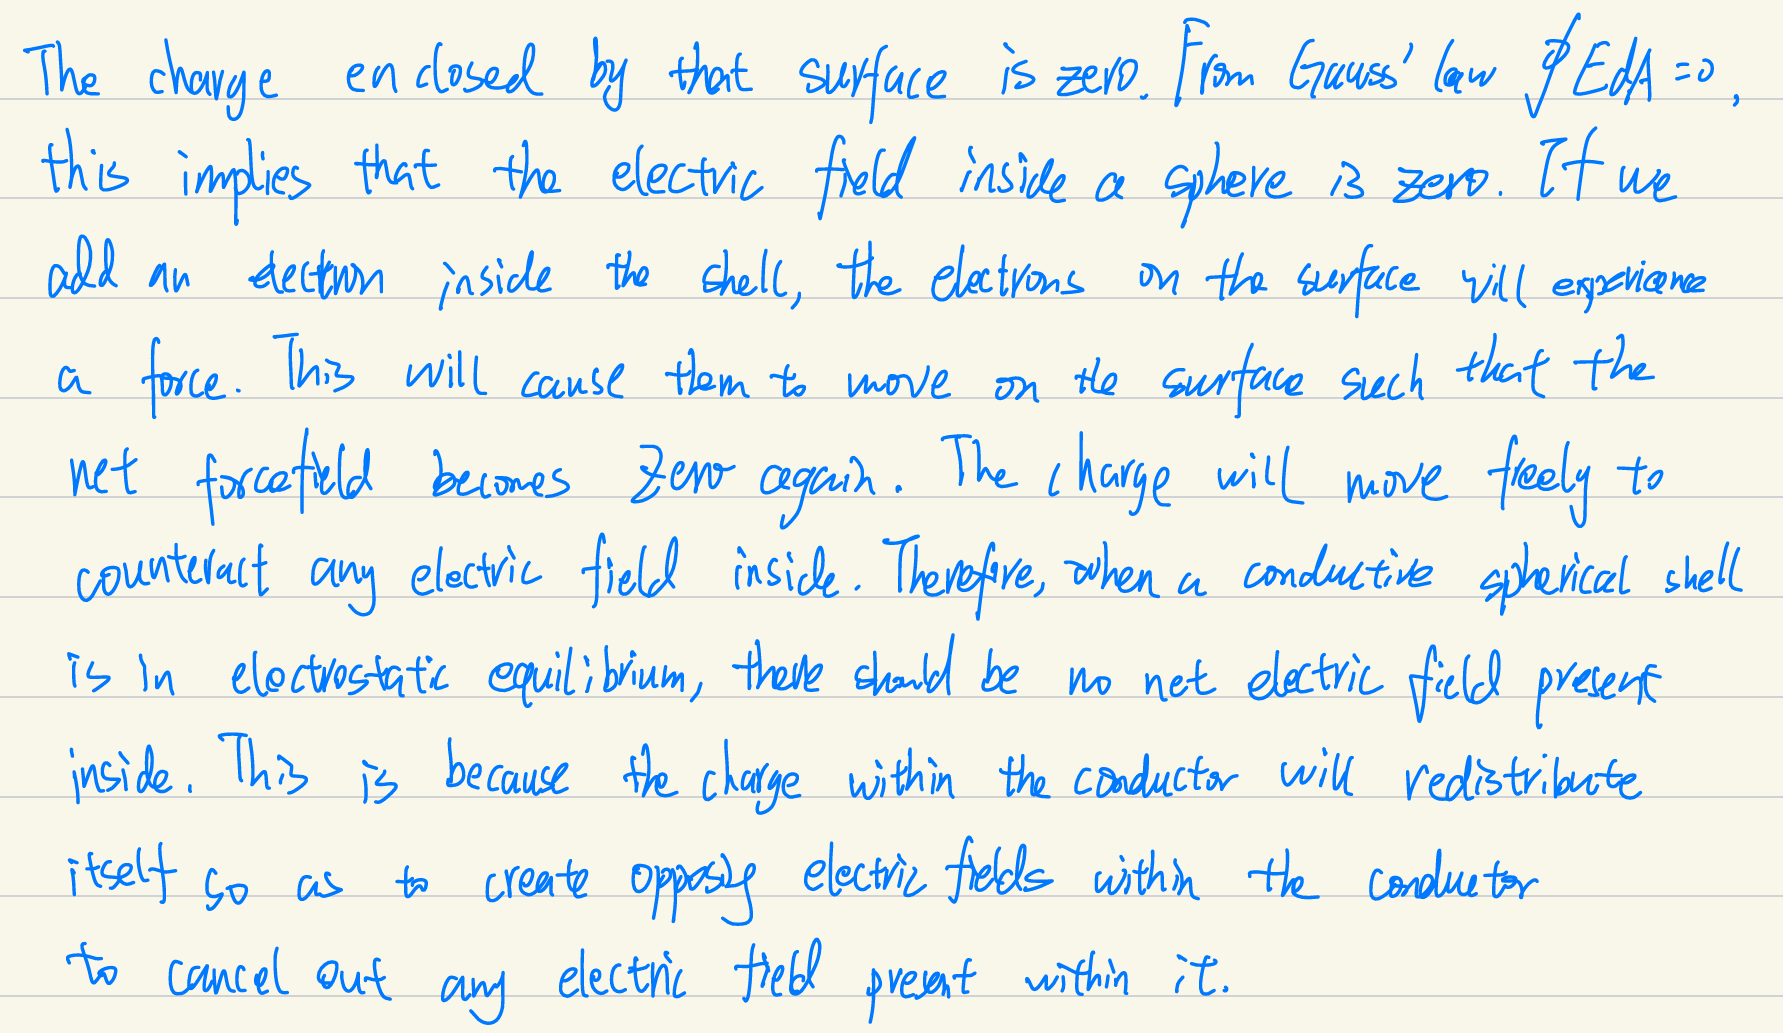 The charge enclosed by that surface is zero. From Gauss' law ∮EdA=0,
this implies that the electric field inside a sphere is zero. If we
add an electron inside the shell, the electrons on the surface will experience
a force. This will cause them to move on the surface such that the
net forcefield becomes zero again. The charge will move freely to
counteract any electric field inside. Therefore, when a conductive spherical shell
is in electrostatic equilibrium, there should be no net electric field present
inside. This is because the charge within the conductor will redistribute
itself so as to create opposing electric fields within the conductor
to cancel out any electric field present within it.